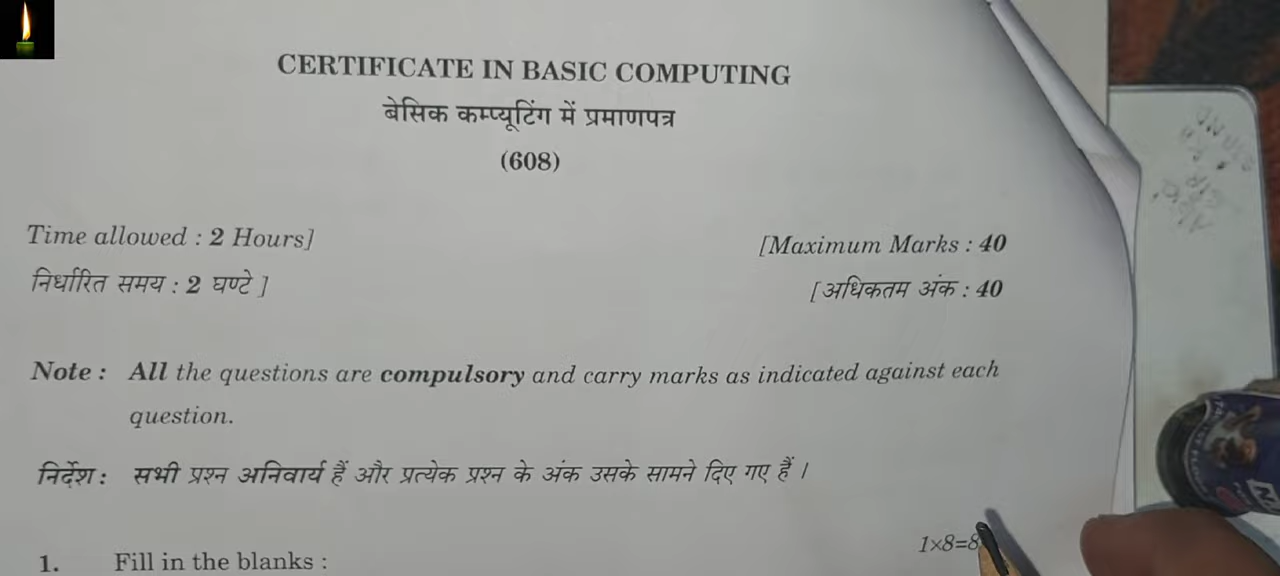 CERTIFICATE IN BASIC COMPUTING
बेसिक कम्प्यूटिंग में प्रमाणपत्र
(608)
Time allowed : 2 Hours] [Maximum Marks : 40
निर्धारित समय : 2 घण्टे ] [ अधिकतम अंक : 40
Note : All the questions are compulsory and carry marks as indicated against each
question.
निर्देश : सभी प्रश्न अनिवार्य हैं और प्रत्येक प्रश्न के अंक उसके सामने दिए गए हैं ।
1. Fill in the blanks : 1×8=8